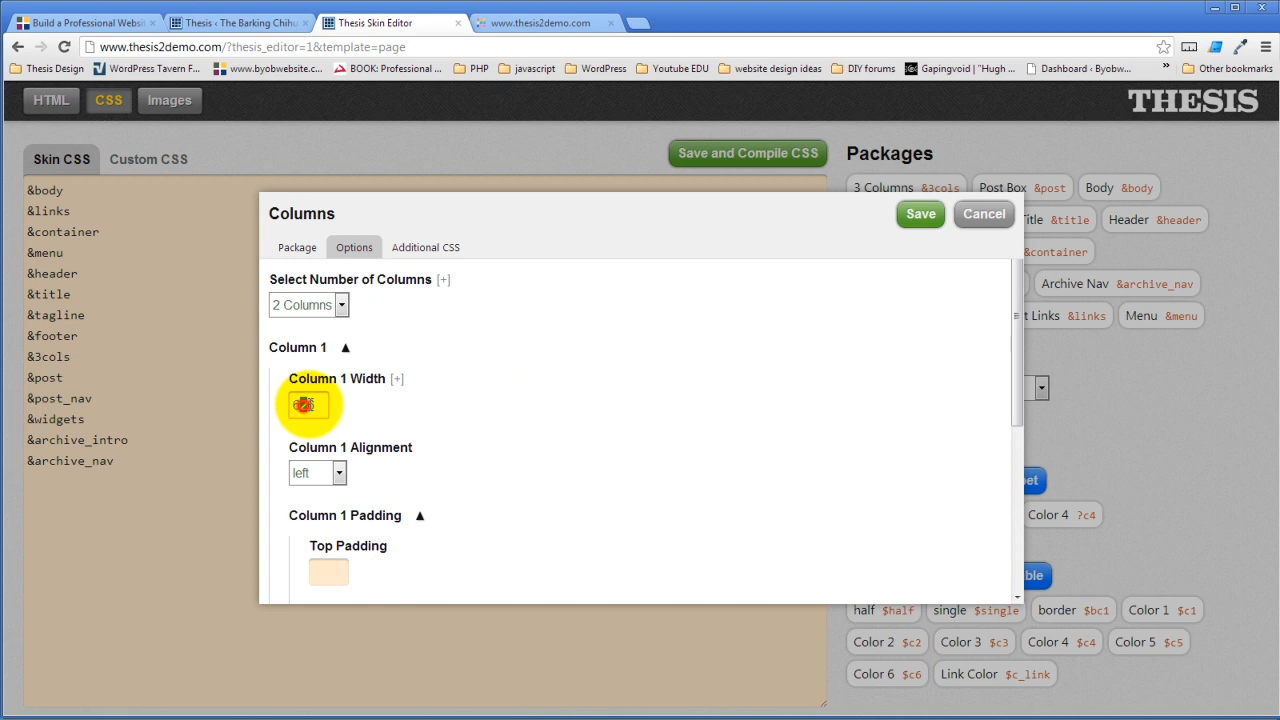 Build a Professional Websi
Thesis ‹ The Barking Chihu
Thesis Skin Editor
www.thesis2demo.com
www.thesis2demo.com/?thesis_editor=1&template=page
Thesis Design
WordPress Tavern F...
www.byobwebsite.c...
BOOK: Professional ...
PHP
javascript
WordPress
Youtube EDU
website design ideas
DIY forums
Gapingvoid | "Hugh ...
Dashboard ‹ Byobw...
»
Other bookmarks
HTML
CSS
Images
THESIS
Skin CSS
Custom CSS
Save and Compile CSS
Packages
&body
&links
&container
&menu
&header
&title
&tagline
&footer
&3cols
&post
&post_nav
&widgets
&archive_intro
&archive_nav
3 Columns &3cols
Post Box &post
Body &body
Title &title
Header &header
&container
Archive Nav &archive_nav
Links &links
Menu &menu
Color 4 ?c4
half $half
single $single
border $bc1
Color 1 $c1
Color 2 $c2
Color 3 $c3
Color 4 $c4
Color 5 $c5
Color 6 $c6
Link Color $c_link
Columns
Save
Cancel
Package
Options
Additional CSS
Select Number of Columns [+]
2 Columns
Column 1 ▲
Column 1 Width [+]
Column 1 Alignment
left
Column 1 Padding ▲
Top Padding